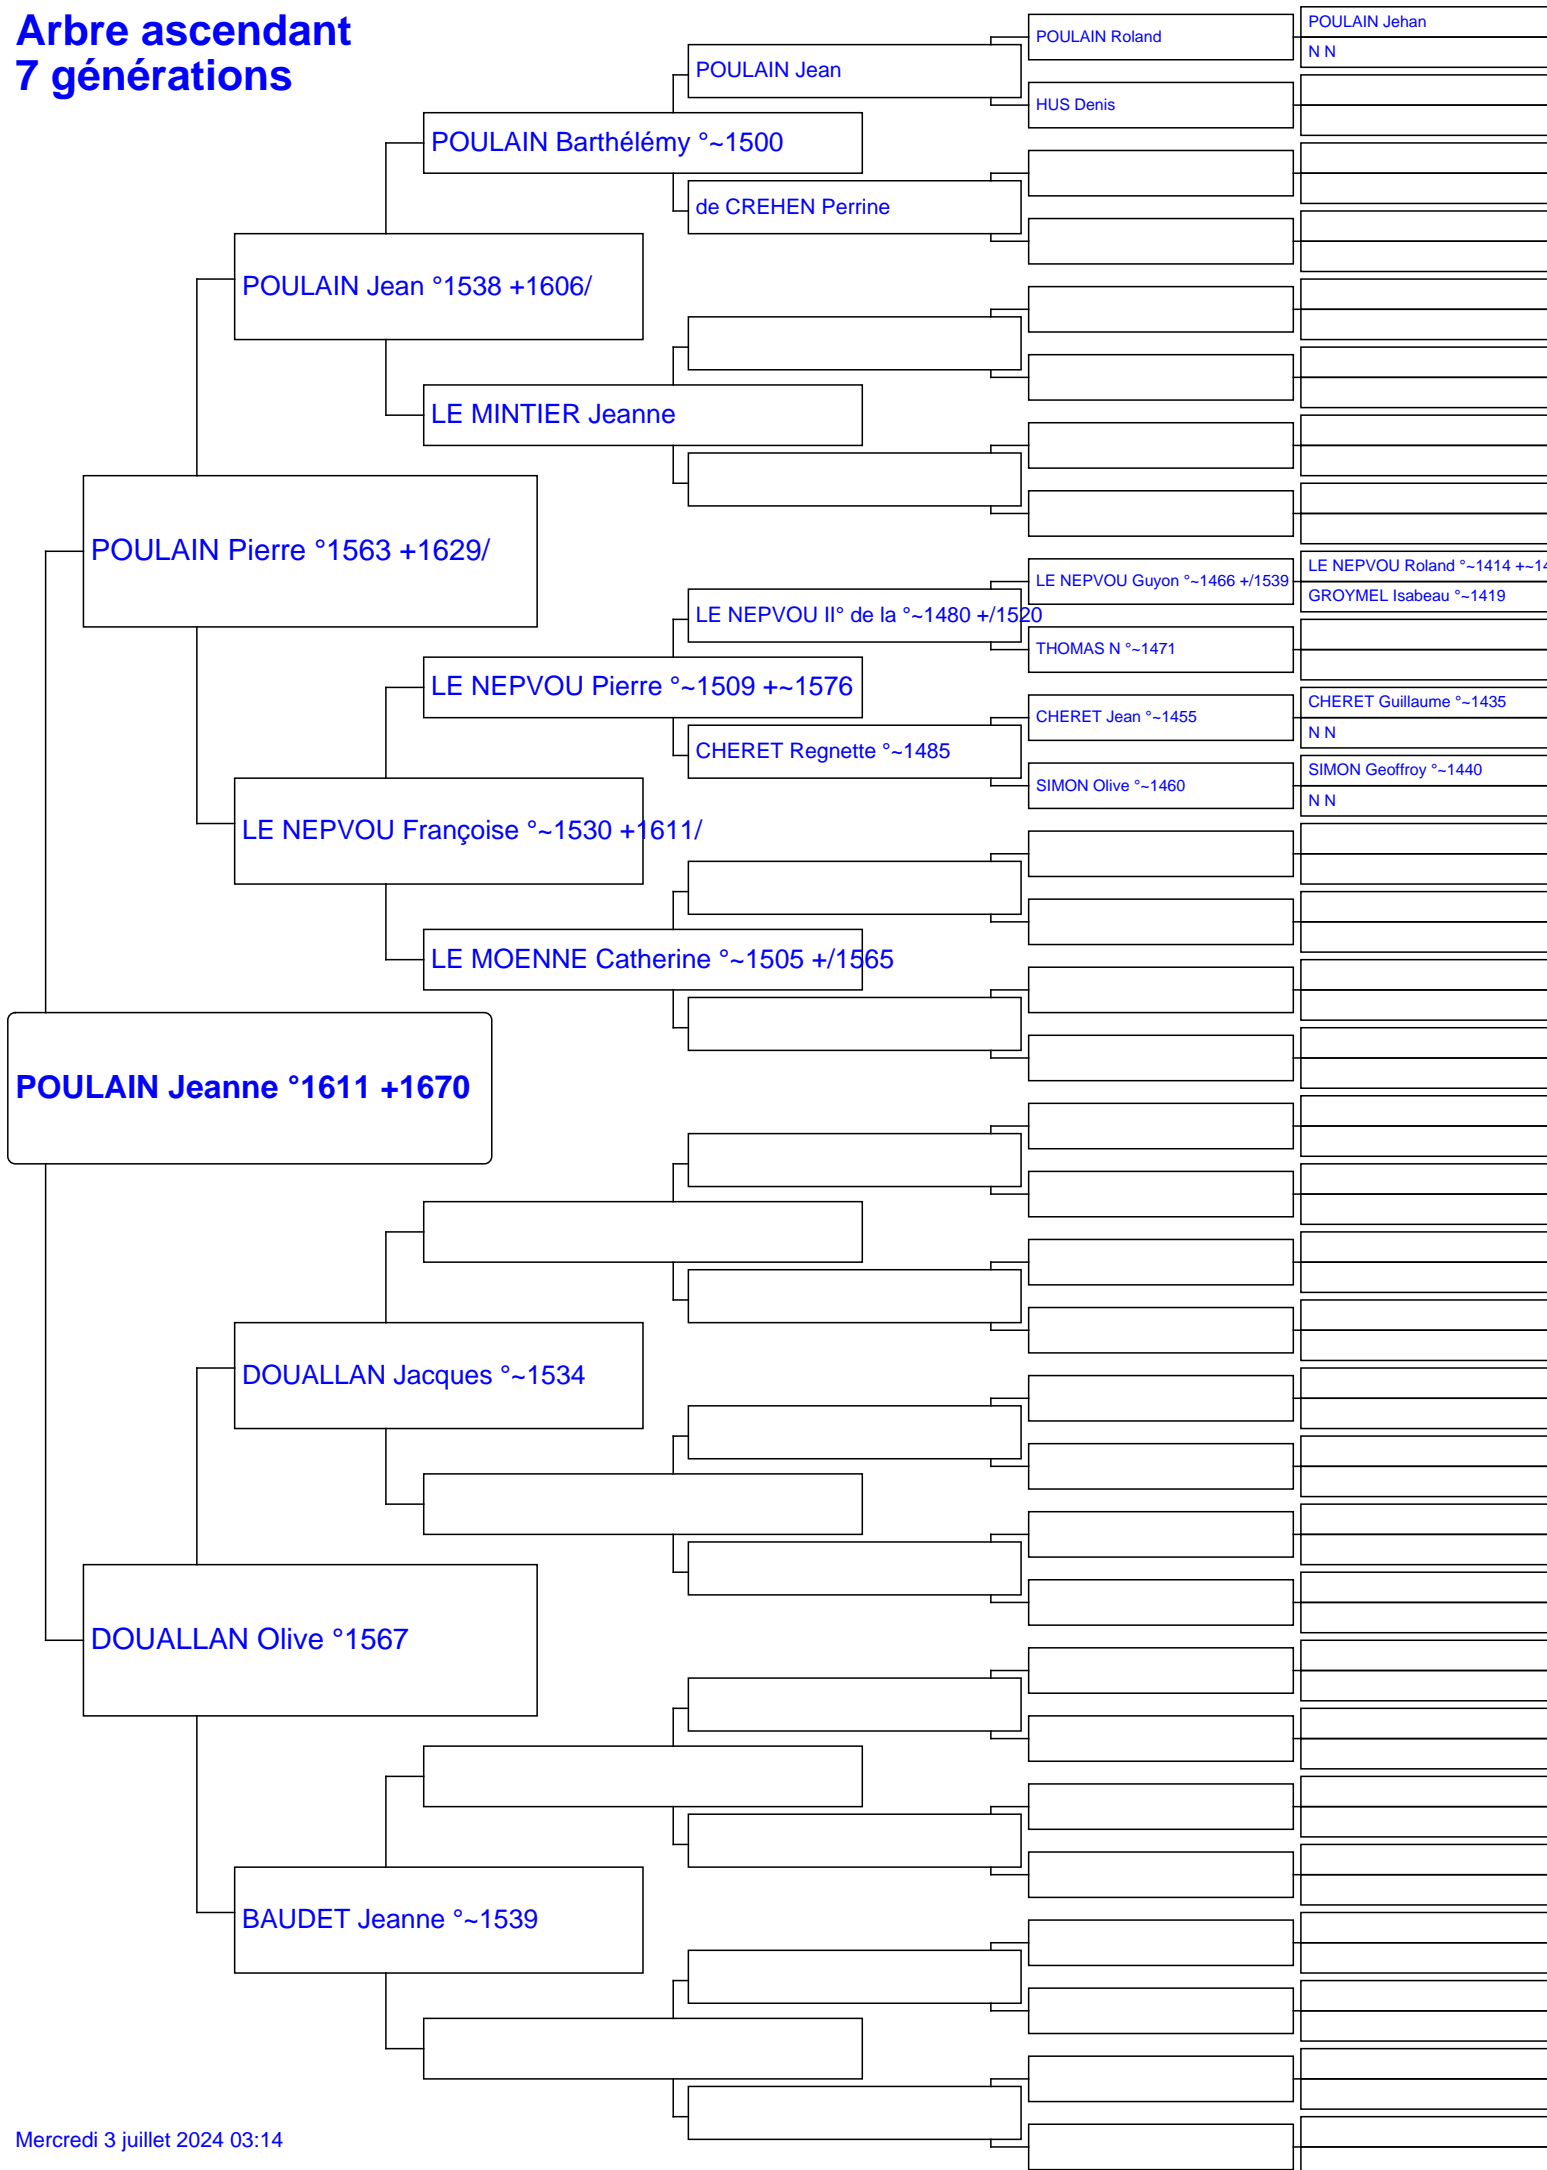 Arbre ascendant
7 générations
POULAIN Jehan
N N
POULAIN Roland
HUS Denis
POULAIN Jean
POULAIN Barthélémy °~1500
de CREHEN Perrine
POULAIN Jean °1538 +1606/
LE MINTIER Jeanne
POULAIN Pierre °1563 +1629/
LE NEPVOU Roland °~1414 +~14
GROYMEL Isabeau °~1419
LE NEPVOU Guyon °~1466 +/1539
LE NEPVOU II° de la °~1480 +/1520
THOMAS N °~1471
LE NEPVOU Pierre °~1509 +~1576
CHERET Guillaume °~1435
N N
CHERET Jean °~1455
CHERET Regnette °~1485
SIMON Geoffroy °~1440
N N
SIMON Olive °~1460
LE NEPVOU Françoise °~1530 +1611/
LE MOENNE Catherine °~1505 +/1565
POULAIN Jeanne °1611 +1670
DOUALLAN Jacques °~1534
DOUALLAN Olive °1567
BAUDET Jeanne °~1539
Mercredi 3 juillet 2024 03:14